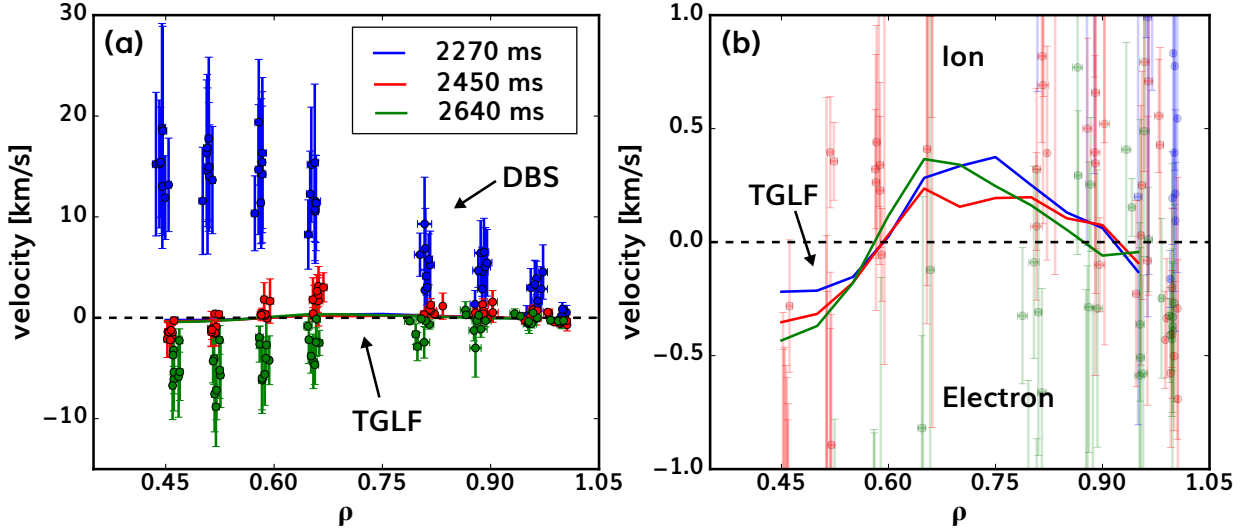 (a)
2270 ms
2450 ms
2640 ms
DBS
TGLF
velocity [km/s]
30
20
10
0
−10
0.45 0.60 0.75 0.90 1.05
ρ
(b)
Ion
TGLF
Electron
velocity [km/s]
1.0
0.5
0.0
−0.5
−1.0
0.45 0.60 0.75 0.90 1.05
ρ